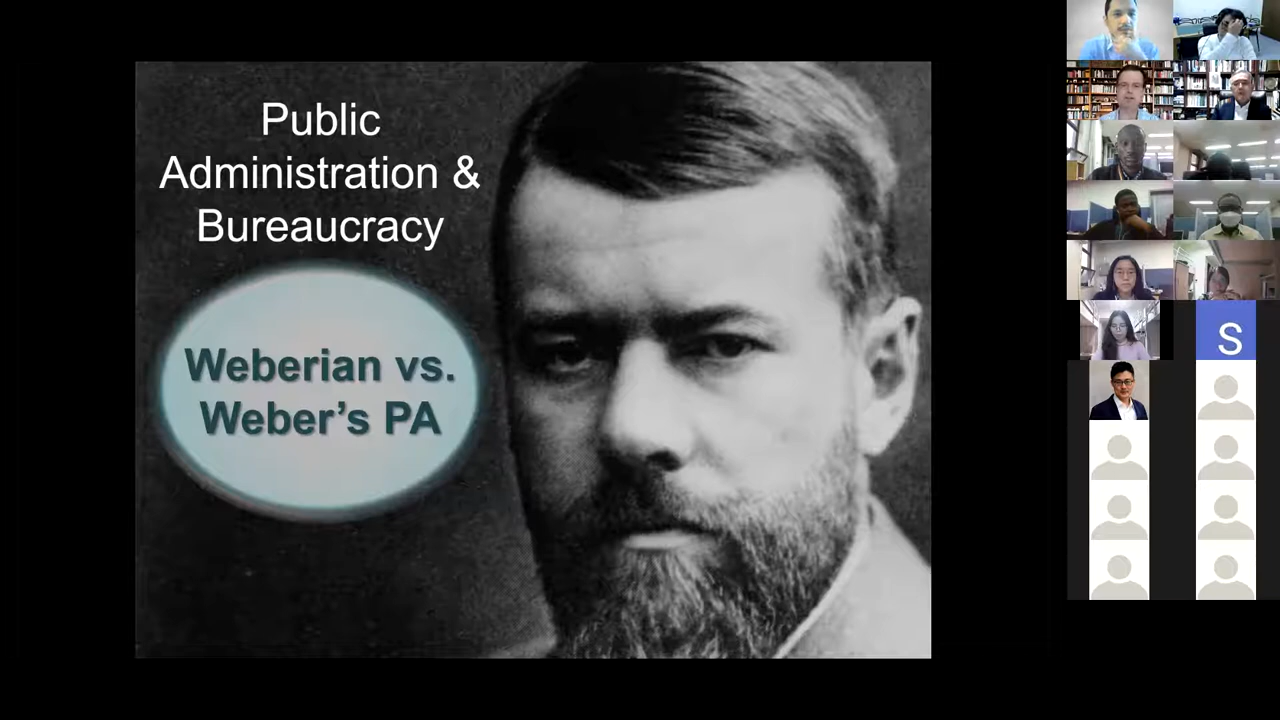 Public
Administration &
Bureaucracy
Weberian vs.
Weber's PA
S